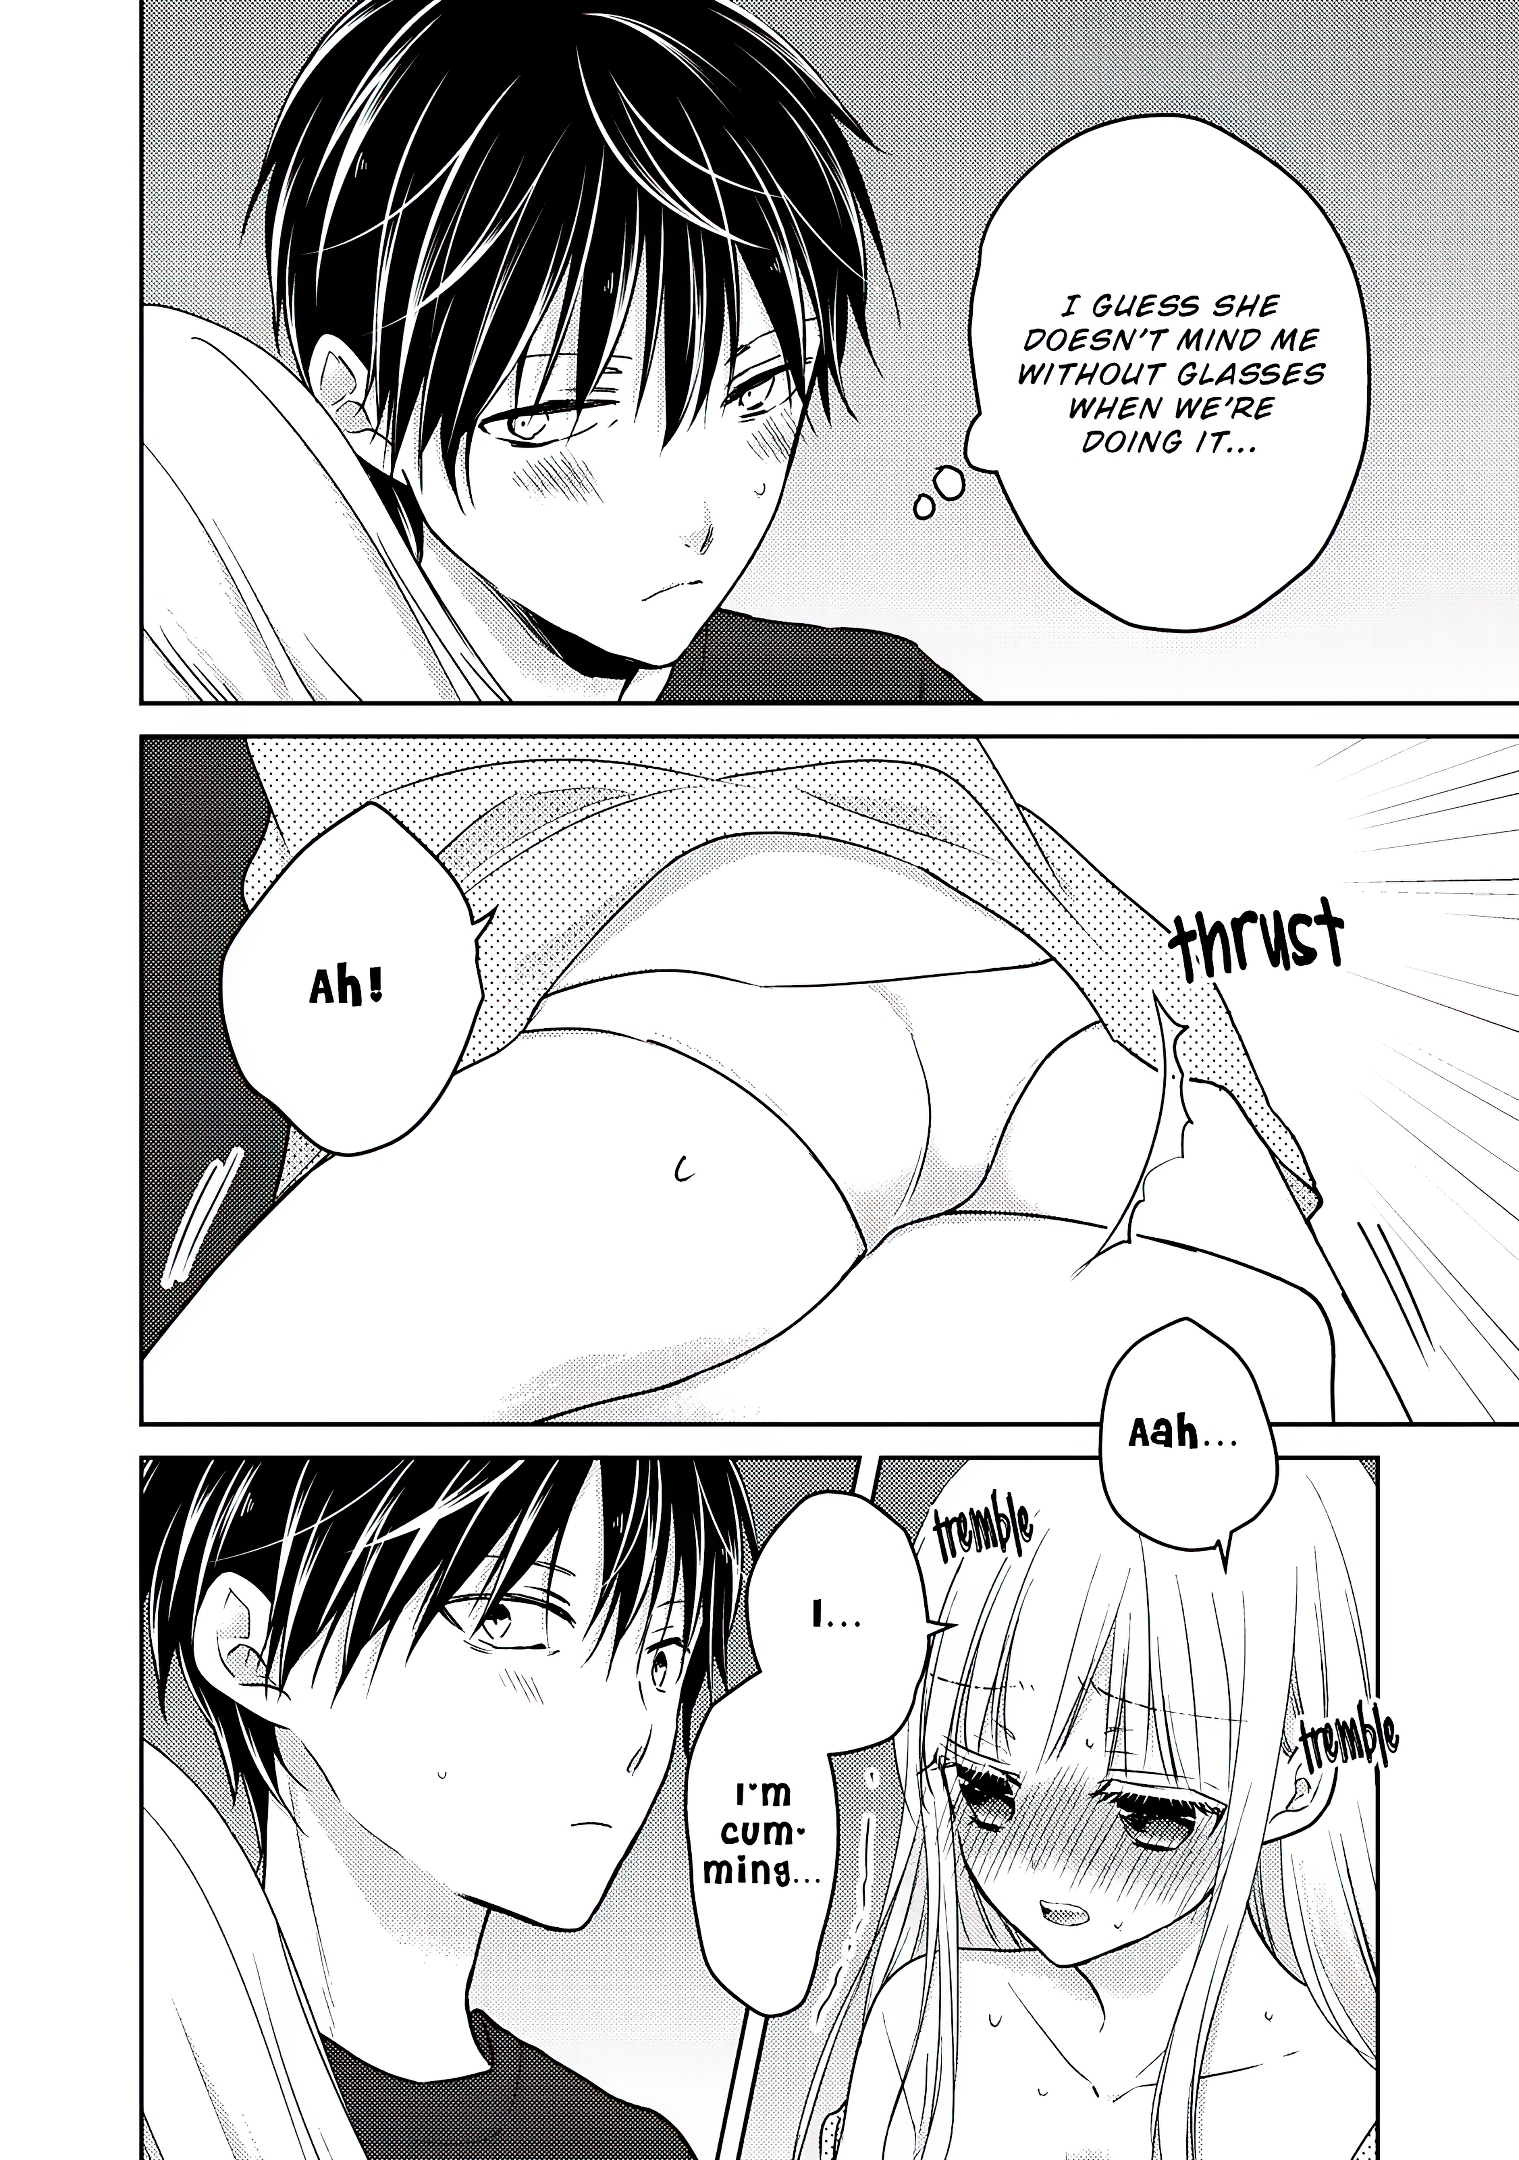 I GUESS SHE
DOESN'T MIND ME
WITHOUT GLASSES
WHEN WE'RE
DOING IT...
thrust
Ah!
Aah...
tremble
I...
tremble
I'm
cum-
ming...